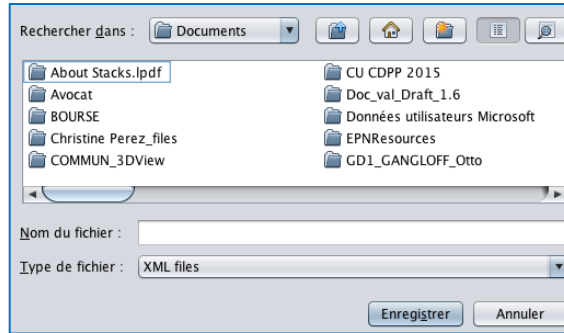 Rechercher dans : Documents
About Stacks.lpdf CU CDPP 2015
Avocat Doc_val_Draft_1.6
BOURSE Données utilisateurs Microsoft
Christine Perez_files EPNResources
COMMUN_3DView GD1_GANGLOFF_Otto
Nom du fichier :
Type de fichier : XML files
Enregistrer Annuler